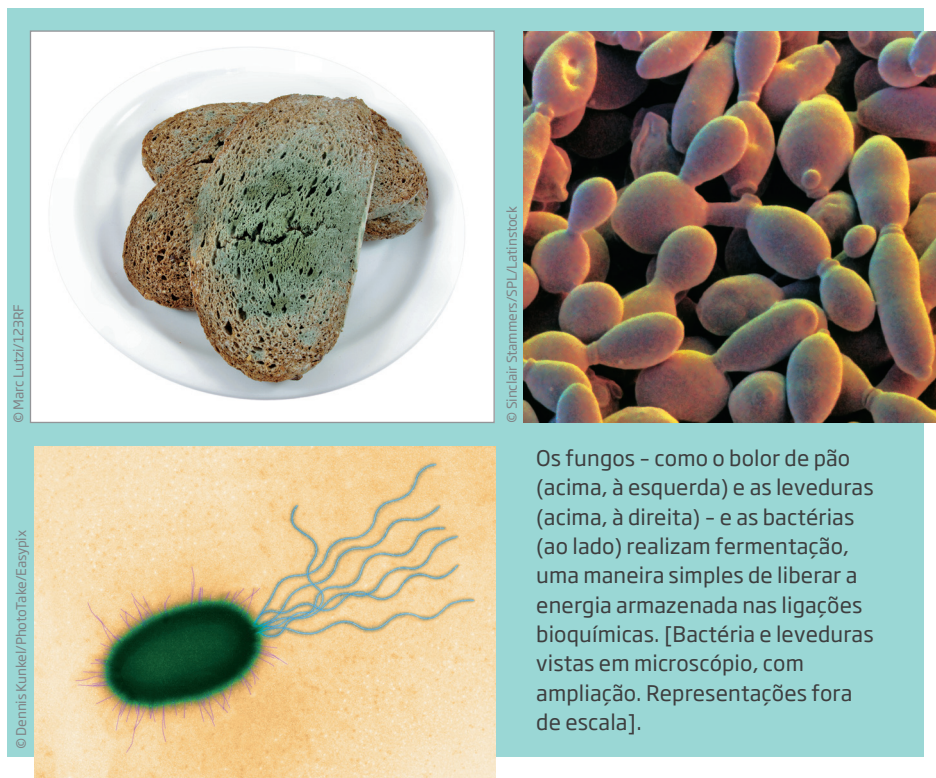 © Marc Lutzi/123RF
© Sinclair Stammers/SPL/Latinstock
© Dennis Kunkel/PhotoTake/Easypix
Os fungos – como o bolor de pão
(acima, à esquerda) e as leveduras
(acima, à direita) – e as bactérias
(ao lado) realizam fermentação,
uma maneira simples de liberar a
energia armazenada nas ligações
bioquímicas. [Bactéria e leveduras
vistas em microscópio, com
ampliação. Representações fora
de escala].